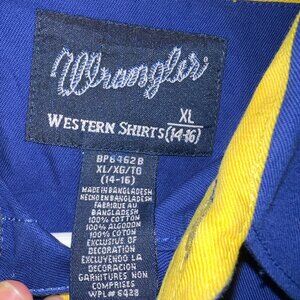 Wrangler
XL
WESTERN SHIRTS (14-16)
BP6462B
XL/XG/TG
(14-16)
MADE IN BANGLADESH
HECHO EN BANGLADESH
FABRIQUE AU
BANGLADESH
100% COTTON
100% ALGODON
100% COTON
EXCLUSIVE OF
DECORATION
EXCLUYENDO LA
DECORACION
GARNITURES NON
COMPRISES
WPL# 6928